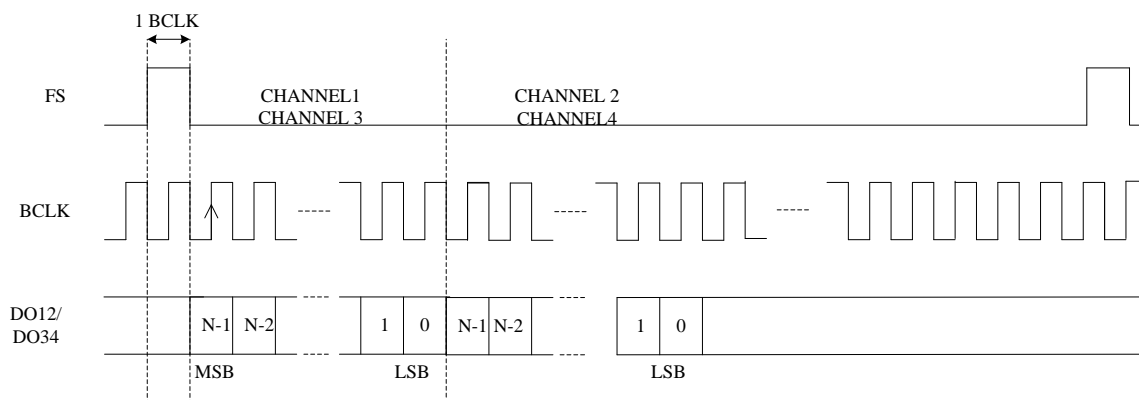 1 BCLK
FS
CHANNEL1
CHANNEL 2
CHANNEL 3
CHANNEL4
BCLK
DO12/
DO34
N-1 N-2 1 0 N-1 N-2 1 0
MSB LSB LSB